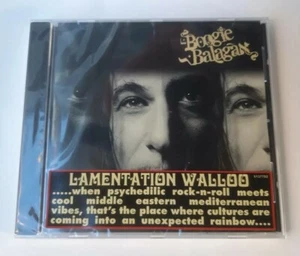 Boogie
Balagan
LAMENTATION WALLOO
.....when psychedillic rock-n-roll meets
cool middle eastern mediterranean
vibes, that's the place where cultures are
coming into an unexpected rainbow....